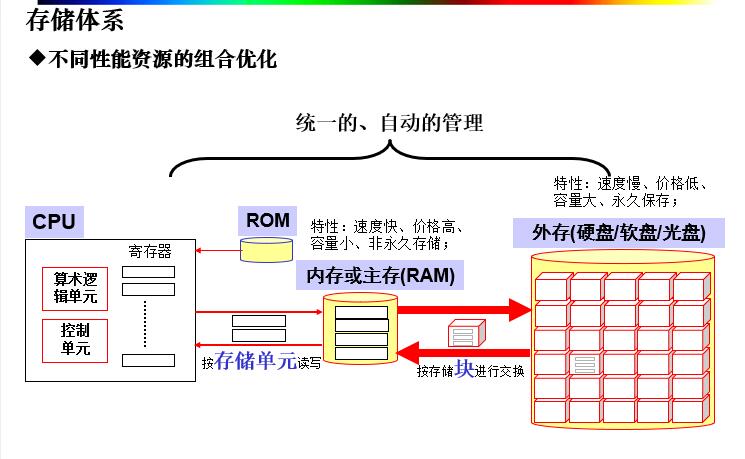 存储体系
◆不同性能资源的组合优化
统一的、自动的管理
特性：速度慢、价格低、
容量大、永久保存；
CPU
ROM
特性：速度快、价格高、
容量小、非永久存储；
外存(硬盘/软盘/光盘)
寄存器
内存或主存(RAM)
算术逻
辑单元
控制
单元
按存储单元读写
按存储块进行交换